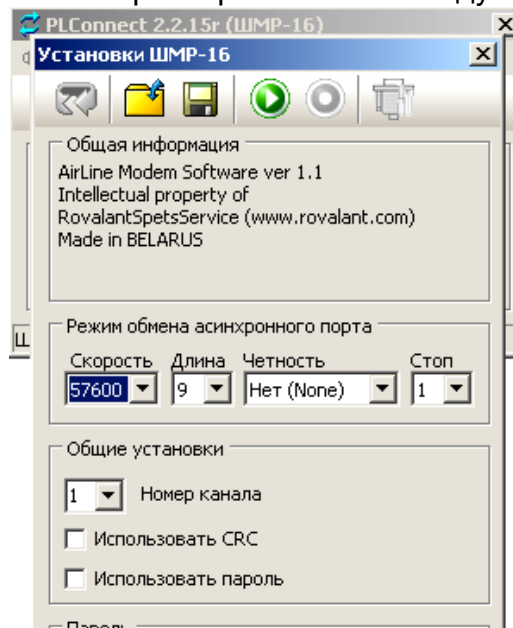 PLConnect 2.2.15r (ШМР-16)
Установки ШМР-16
Общая информация
AirLine Modem Software ver 1.1
Intellectual property of
RovalantSpetsService (www.rovalant.com)
Made in BELARUS
Режим обмена асинхронного порта
Скорость Длина Четность Стоп
57600 9 Нет (None) 1
Общие установки
1 Номер канала
Использовать CRC
Использовать пароль
Пароль